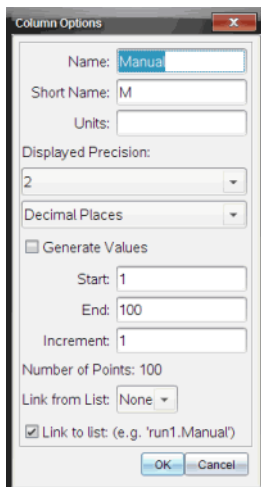 Column Options
x
Name: Manual
Short Name: M
Units:
Displayed Precision:
2
Decimal Places
Generate Values
Start: 1
End: 100
Increment: 1
Number of Points: 100
Link from List: None
Link to list: (e.g. 'run1.Manual')
OK Cancel